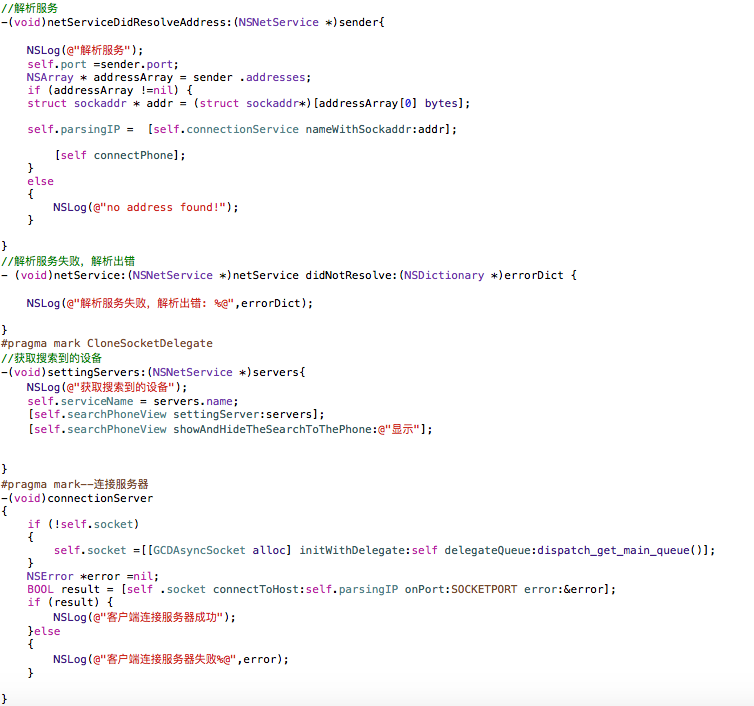 //解析服务
-(void)netServiceDidResolveAddress:(NSNetService *)sender{
NSLog(@"解析服务");
self.port =sender.port;
NSArray * addressArray = sender .addresses;
if (addressArray !=nil) {
struct sockaddr * addr = (struct sockaddr*)[addressArray[0] bytes];
self.parsingIP =  [self.connectionService nameWithSockaddr:addr];
[self connectPhone];
}
else
{
NSLog(@"no address found!");
}
}
//解析服务失败，解析出错
- (void)netService:(NSNetService *)netService didNotResolve:(NSDictionary *)errorDict {
NSLog(@"解析服务失败，解析出错: %@",errorDict);
}
#pragma mark CloneSocketDelegate
//获取搜索到的设备
-(void)settingServers:(NSNetService *)servers{
NSLog(@"获取搜索到的设备");
self.serviceName = servers.name;
[self.searchPhoneView settingServer:servers];
[self.searchPhoneView showAndHideTheSearchToThePhone:@"显示"];
}
#pragma mark--连接服务器
-(void)connectionServer
{
if (!self.socket)
{
self.socket =[[GCDAsyncSocket alloc] initWithDelegate:self delegateQueue:dispatch_get_main_queue()];
}
NSError *error =nil;
BOOL result = [self .socket connectToHost:self.parsingIP onPort:SOCKETPORT error:&error];
if (result) {
NSLog(@"客户端连接服务器成功");
}else
{
NSLog(@"客户端连接服务器失败%@",error);
}
}